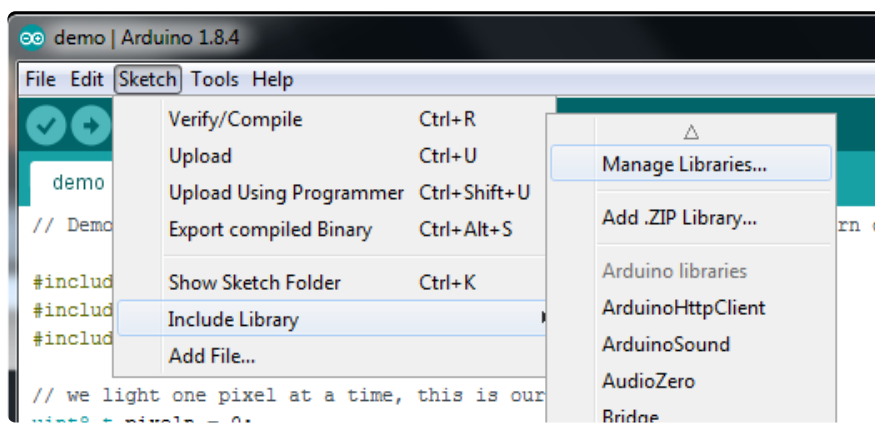 demo | Arduino 1.8.4
File Edit Sketch Tools Help
Verify/Compile Ctrl+R
Upload Ctrl+U
Upload Using Programmer Ctrl+Shift+U
Export compiled Binary Ctrl+Alt+S
Show Sketch Folder Ctrl+K
Include Library
Add File...
Manage Libraries...
Add .ZIP Library...
Arduino libraries
ArduinoHttpClient
ArduinoSound
AudioZero
Bridge
demo
// Demo
#includ
#includ
#includ
// we light one pixel at a time, this is our
uint8_t pixeln = 0;